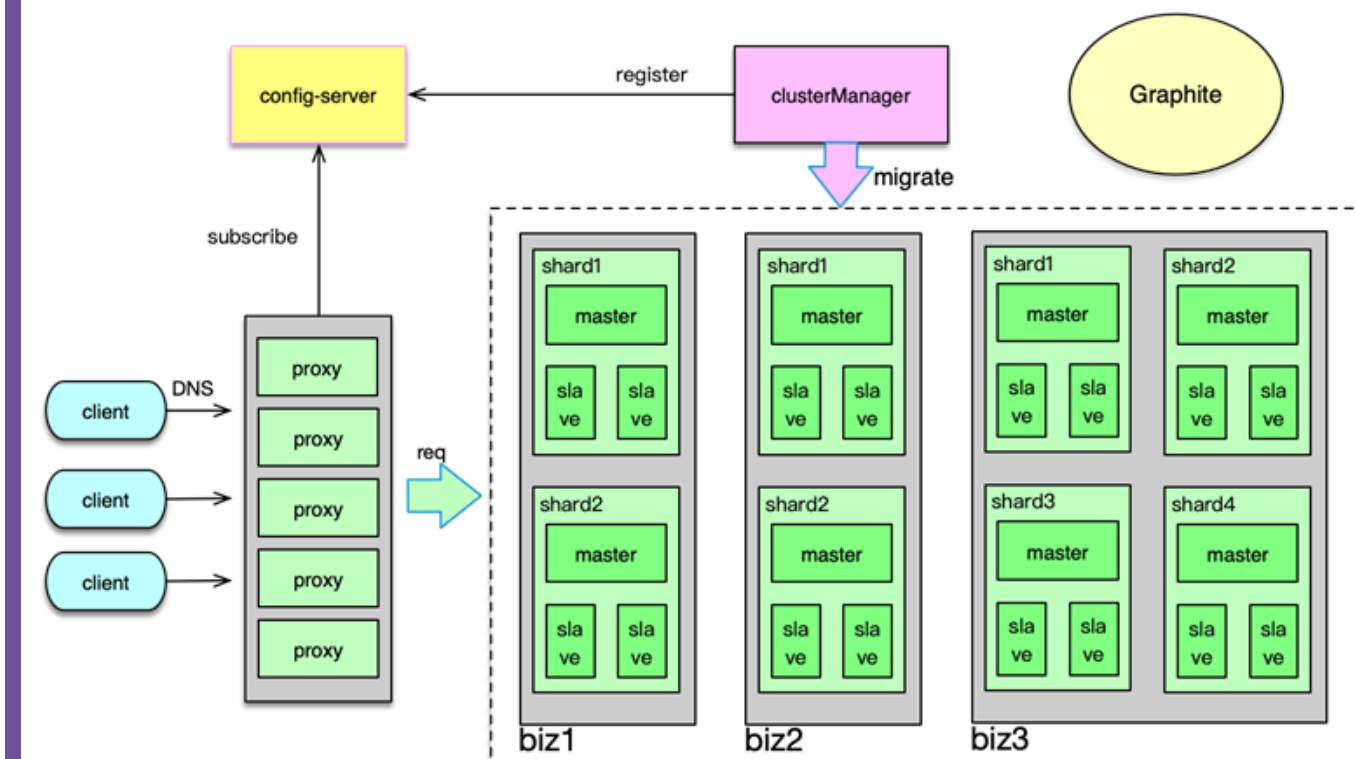 config-server
register
clusterManager
Graphite
migrate
subscribe
DNS
client
client
client
proxy
proxy
proxy
proxy
proxy
req
shard1
master
sla
ve
sla
ve
shard2
master
sla
ve
sla
ve
biz1
shard1
master
sla
ve
sla
ve
shard2
master
sla
ve
sla
ve
biz2
shard1
master
sla
ve
sla
ve
shard2
master
sla
ve
sla
ve
shard3
master
sla
ve
sla
ve
shard4
master
sla
ve
sla
ve
biz3